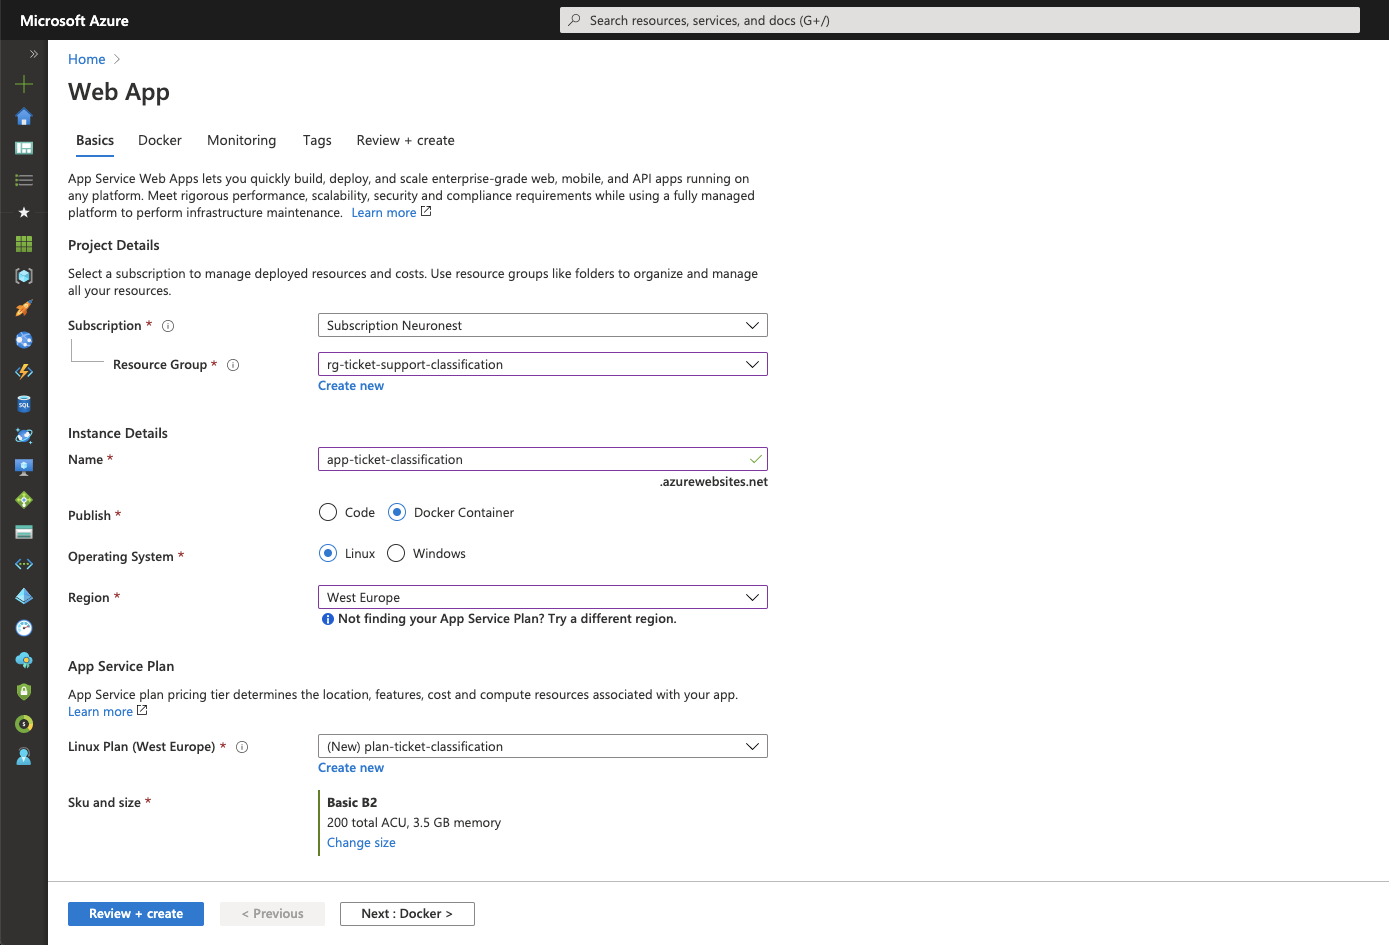 Microsoft Azure
Search resources, services, and docs (G+/)
Home >
Web App
Basics Docker Monitoring Tags Review + create
App Service Web Apps lets you quickly build, deploy, and scale enterprise-grade web, mobile, and API apps running on
any platform. Meet rigorous performance, scalability, security and compliance requirements while using a fully managed
platform to perform infrastructure maintenance. Learn more
Project Details
Select a subscription to manage deployed resources and costs. Use resource groups like folders to organize and manage
all your resources.
Subscription * Subscription Neuronest
Resource Group * rg-ticket-support-classification
Create new
Instance Details
Name * app-ticket-classification
.azurewebsites.net
Publish * Code Docker Container
Operating System * Linux Windows
Region * West Europe
Not finding your App Service Plan? Try a different region.
App Service Plan
App Service plan pricing tier determines the location, features, cost and compute resources associated with your app.
Learn more
Linux Plan (West Europe) * (New) plan-ticket-classification
Create new
Sku and size * Basic B2
200 total ACU, 3.5 GB memory
Change size
Review + create < Previous Next : Docker >